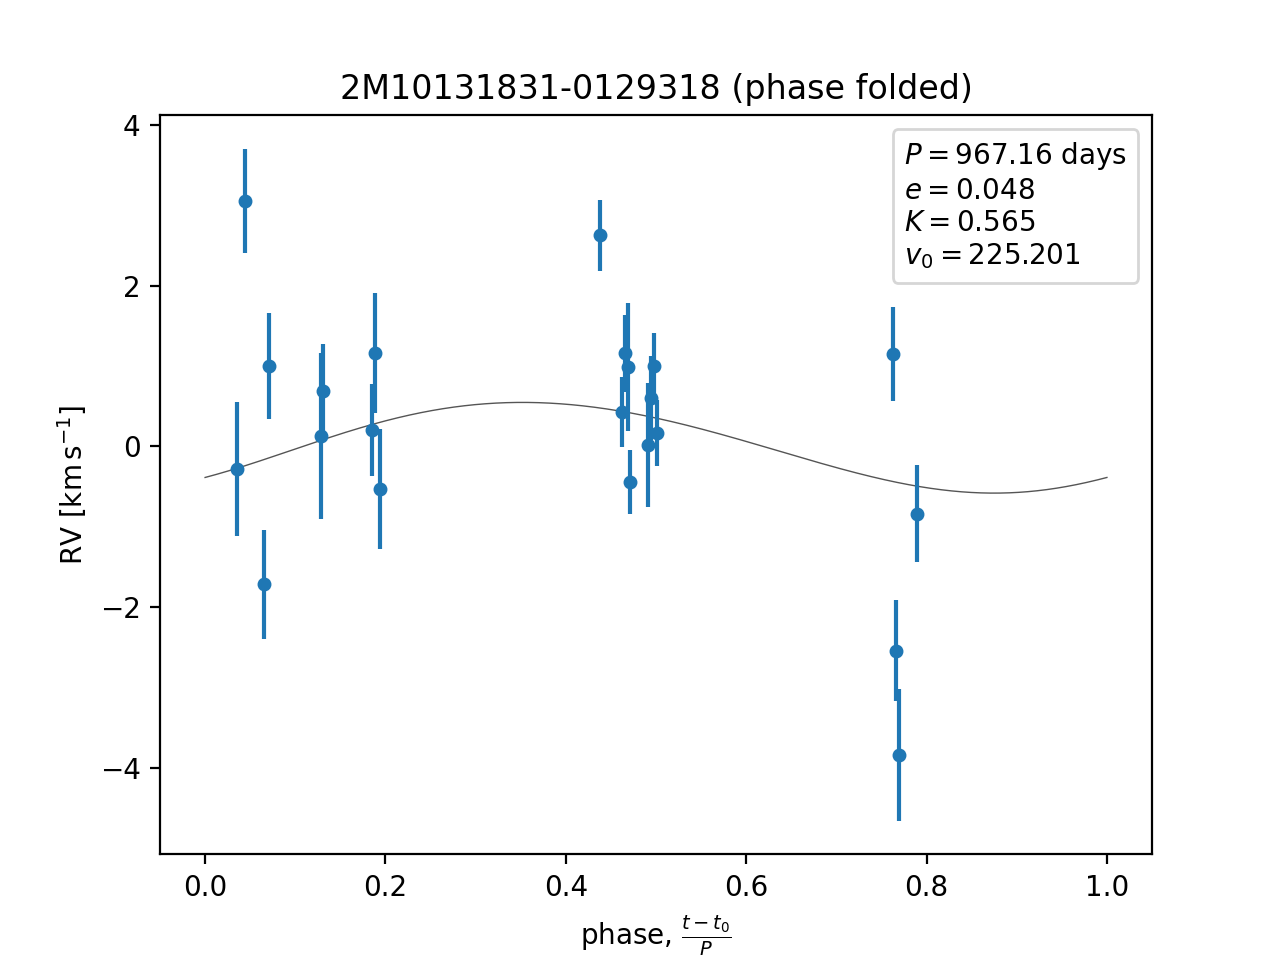 2M10131831-0129318 (phase folded)
P = 967.16 days
e = 0.048
K = 0.565
v₀ = 225.201
4
2
0
−2
−4
RV [km s⁻¹]
0.0 0.2 0.4 0.6 0.8 1.0
phase, (t − t₀)/P